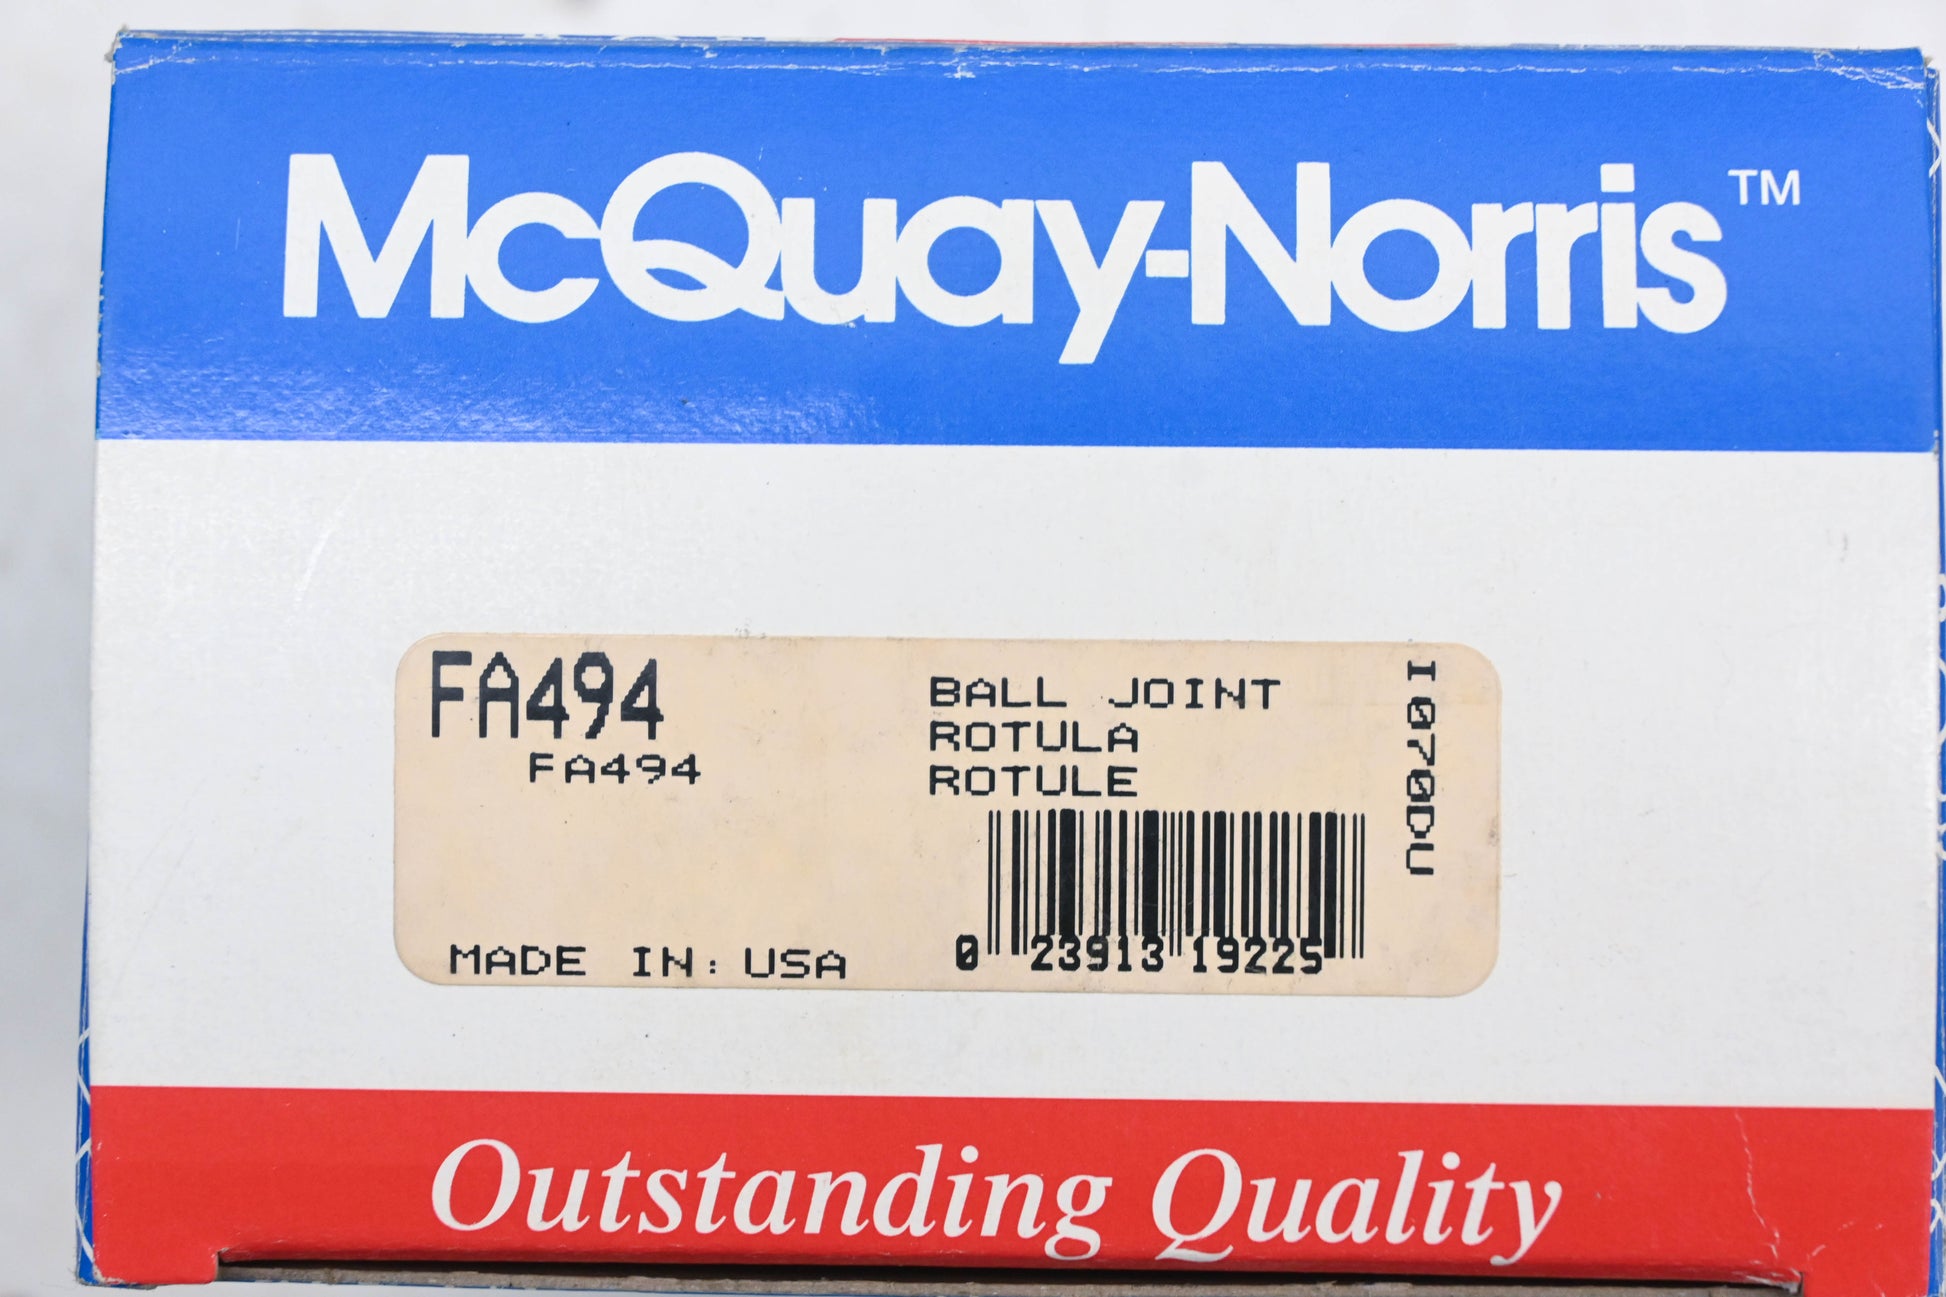 McQuay-Norris™
FA494
FA494
BALL JOINT
ROTULA
ROTULE
I070DU
MADE IN: USA
0 23913 19225
Outstanding Quality